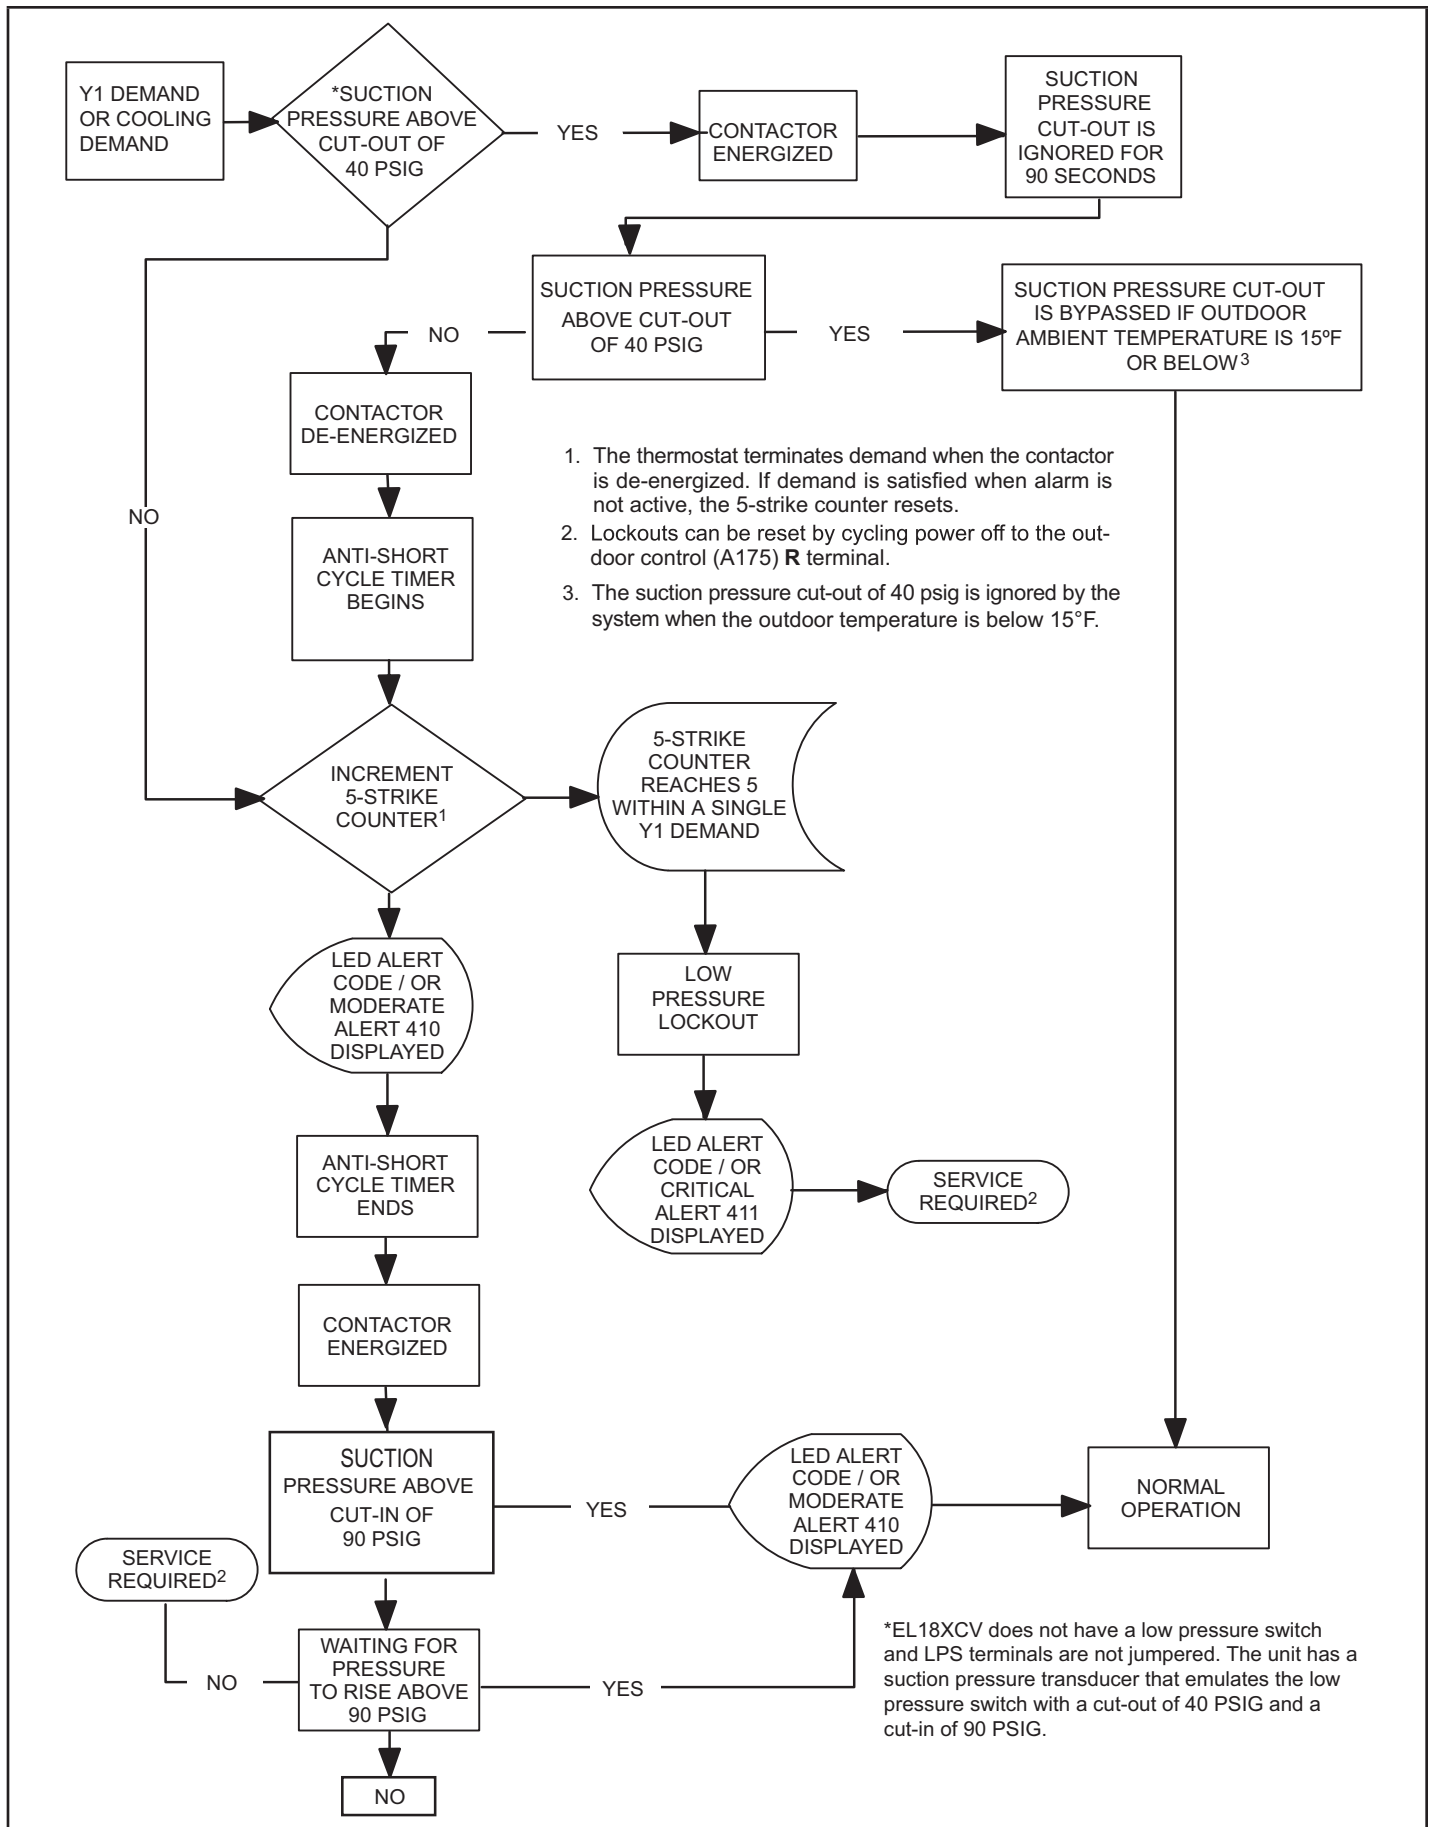 Y1 DEMAND
OR COOLING
DEMAND
*SUCTION
PRESSURE ABOVE
CUT-OUT OF
40 PSIG
YES
CONTACTOR
ENERGIZED
SUCTION
PRESSURE
CUT-OUT IS
IGNORED FOR
90 SECONDS
SUCTION PRESSURE
ABOVE CUT-OUT
OF 40 PSIG
NO
YES
SUCTION PRESSURE CUT-OUT
IS BYPASSED IF OUTDOOR
AMBIENT TEMPERATURE IS 15ºF
OR BELOW3
CONTACTOR
DE-ENERGIZED
NO
ANTI-SHORT
CYCLE TIMER
BEGINS
1. The thermostat terminates demand when the contactor
is de-energized. If demand is satisfied when alarm is
not active, the 5-strike counter resets.
2. Lockouts can be reset by cycling power off to the out-
door control (A175) R terminal.
3. The suction pressure cut-out of 40 psig is ignored by the
system when the outdoor temperature is below 15°F.
INCREMENT
5-STRIKE
COUNTER1
5-STRIKE
COUNTER
REACHES 5
WITHIN A SINGLE
Y1 DEMAND
LED ALERT
CODE / OR
MODERATE
ALERT 410
DISPLAYED
LOW
PRESSURE
LOCKOUT
ANTI-SHORT
CYCLE TIMER
ENDS
LED ALERT
CODE / OR
CRITICAL
ALERT 411
DISPLAYED
SERVICE
REQUIRED2
CONTACTOR
ENERGIZED
SUCTION
PRESSURE ABOVE
CUT-IN OF
90 PSIG
YES
LED ALERT
CODE / OR
MODERATE
ALERT 410
DISPLAYED
NORMAL
OPERATION
SERVICE
REQUIRED2
NO
WAITING FOR
PRESSURE
TO RISE ABOVE
90 PSIG
YES
NO
*EL18XCV does not have a low pressure switch
and LPS terminals are not jumpered. The unit has a
suction pressure transducer that emulates the low
pressure switch with a cut-out of 40 PSIG and a
cut-in of 90 PSIG.